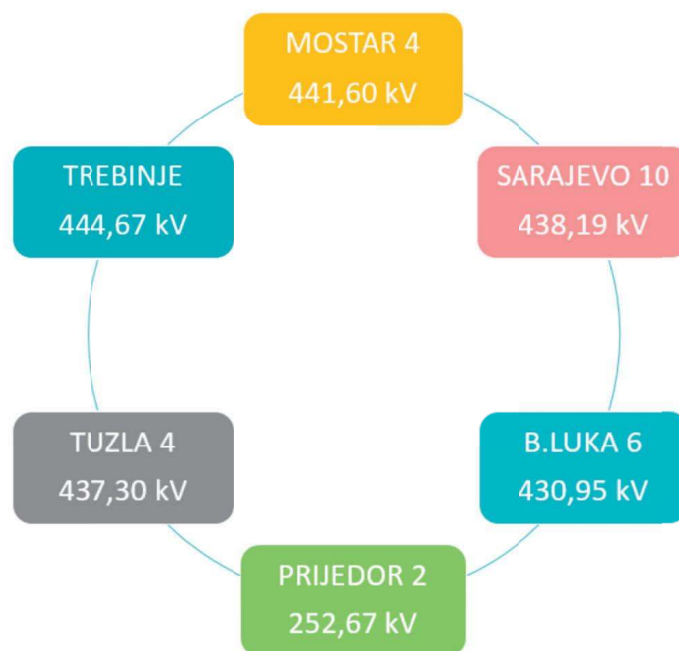 MOSTAR 4
441,60 kV
TREBINJE
444,67 kV
SARAJEVO 10
438,19 kV
TUZLA 4
437,30 kV
B.LUKA 6
430,95 kV
PRIJEDOR 2
252,67 kV